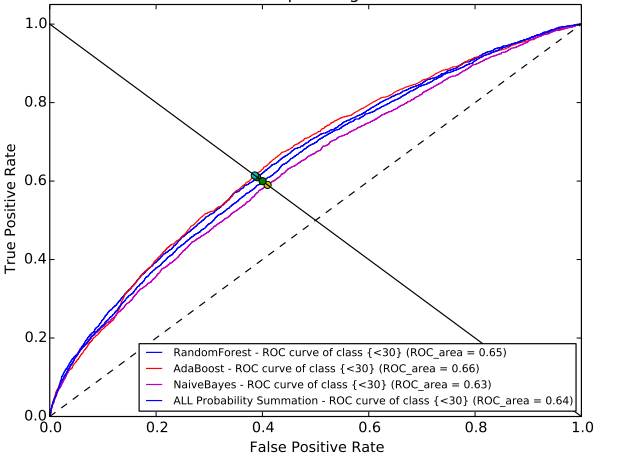 1.0
0.8
0.6
0.4
0.2
0.0
True Positive Rate
RandomForest - ROC curve of class {<30} (ROC_area = 0.65)
AdaBoost - ROC curve of class {<30} (ROC_area = 0.66)
NaiveBayes - ROC curve of class {<30} (ROC_area = 0.63)
ALL Probability Summation - ROC curve of class {<30} (ROC_area = 0.64)
0.0 0.2 0.4 0.6 0.8 1.0
False Positive Rate